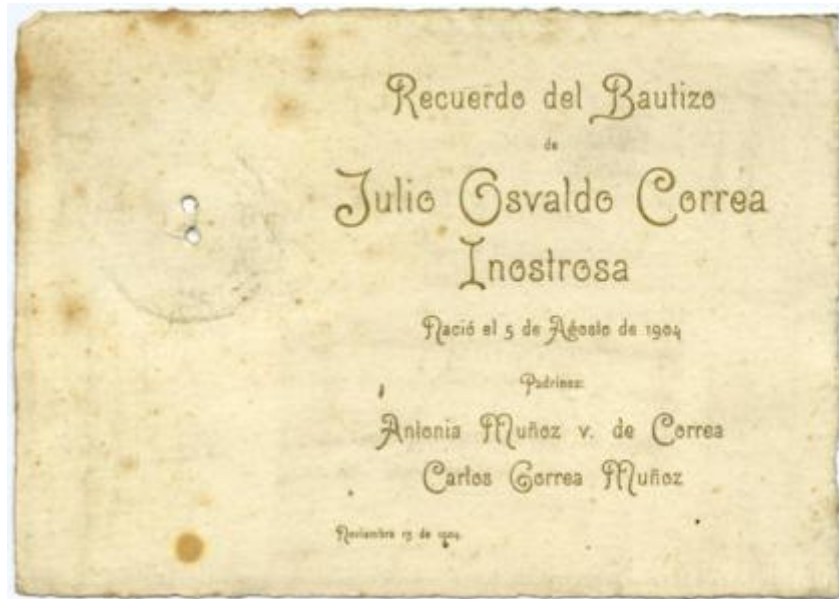 Recuerdo del Bautizo
de
Julio Osvaldo Correa
Inostrosa
Nació el 5 de Agosto de 1904
Padrinos:
Antonia Muñoz v. de Correa
Carlos Correa Muñoz
Noviembre de 1904.